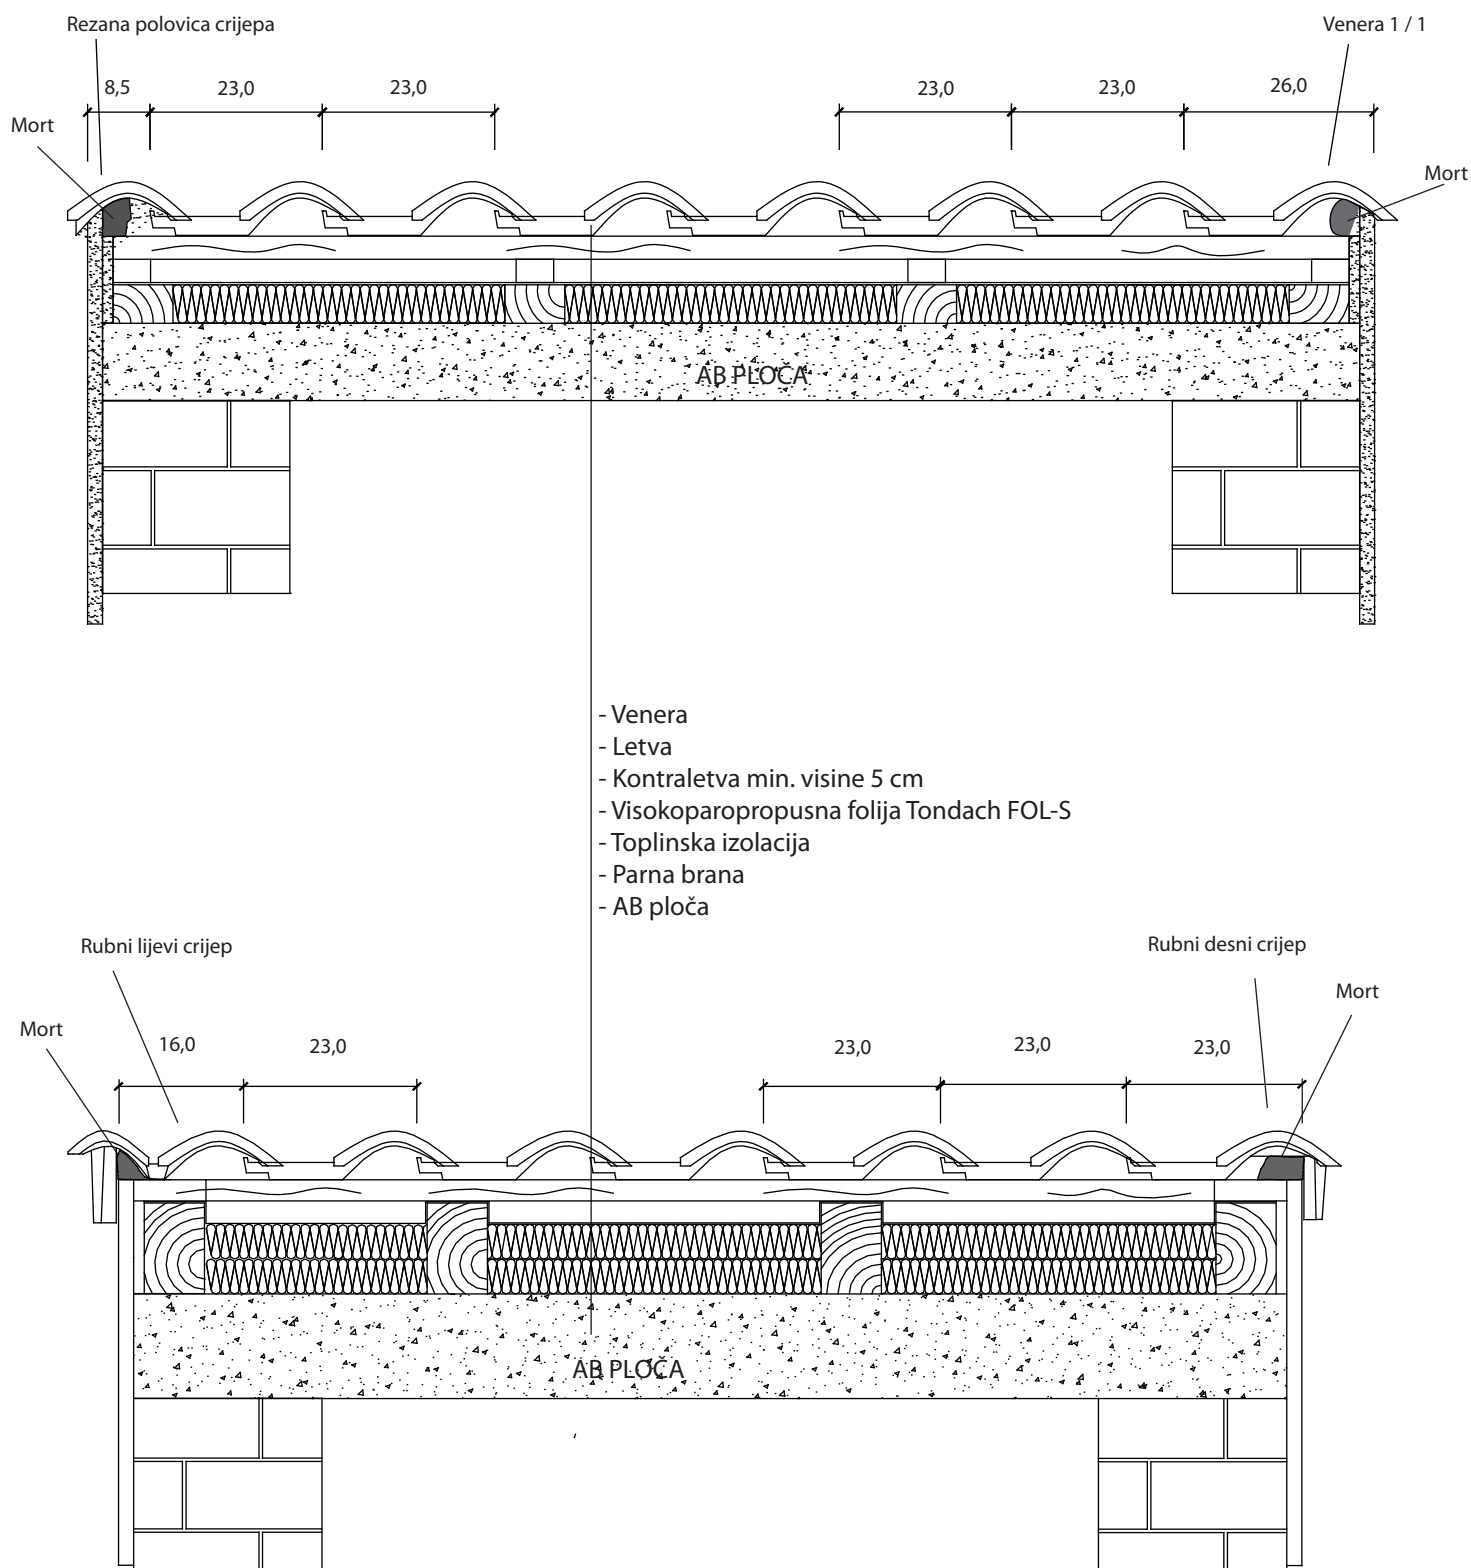 Rezana polovica crijepa
Venera 1 / 1
8,5
23,0
23,0
23,0
23,0
26,0
Mort
Mort
AB PLOČA
- Venera
- Letva
- Kontraletva min. visine 5 cm
- Visokoparopropusna folija Tondach FOL-S
- Toplinska izolacija
- Parna brana
- AB ploča
Rubni lijevi crijep
Rubni desni crijep
Mort
Mort
16,0
23,0
23,0
23,0
23,0
AB PLOČA